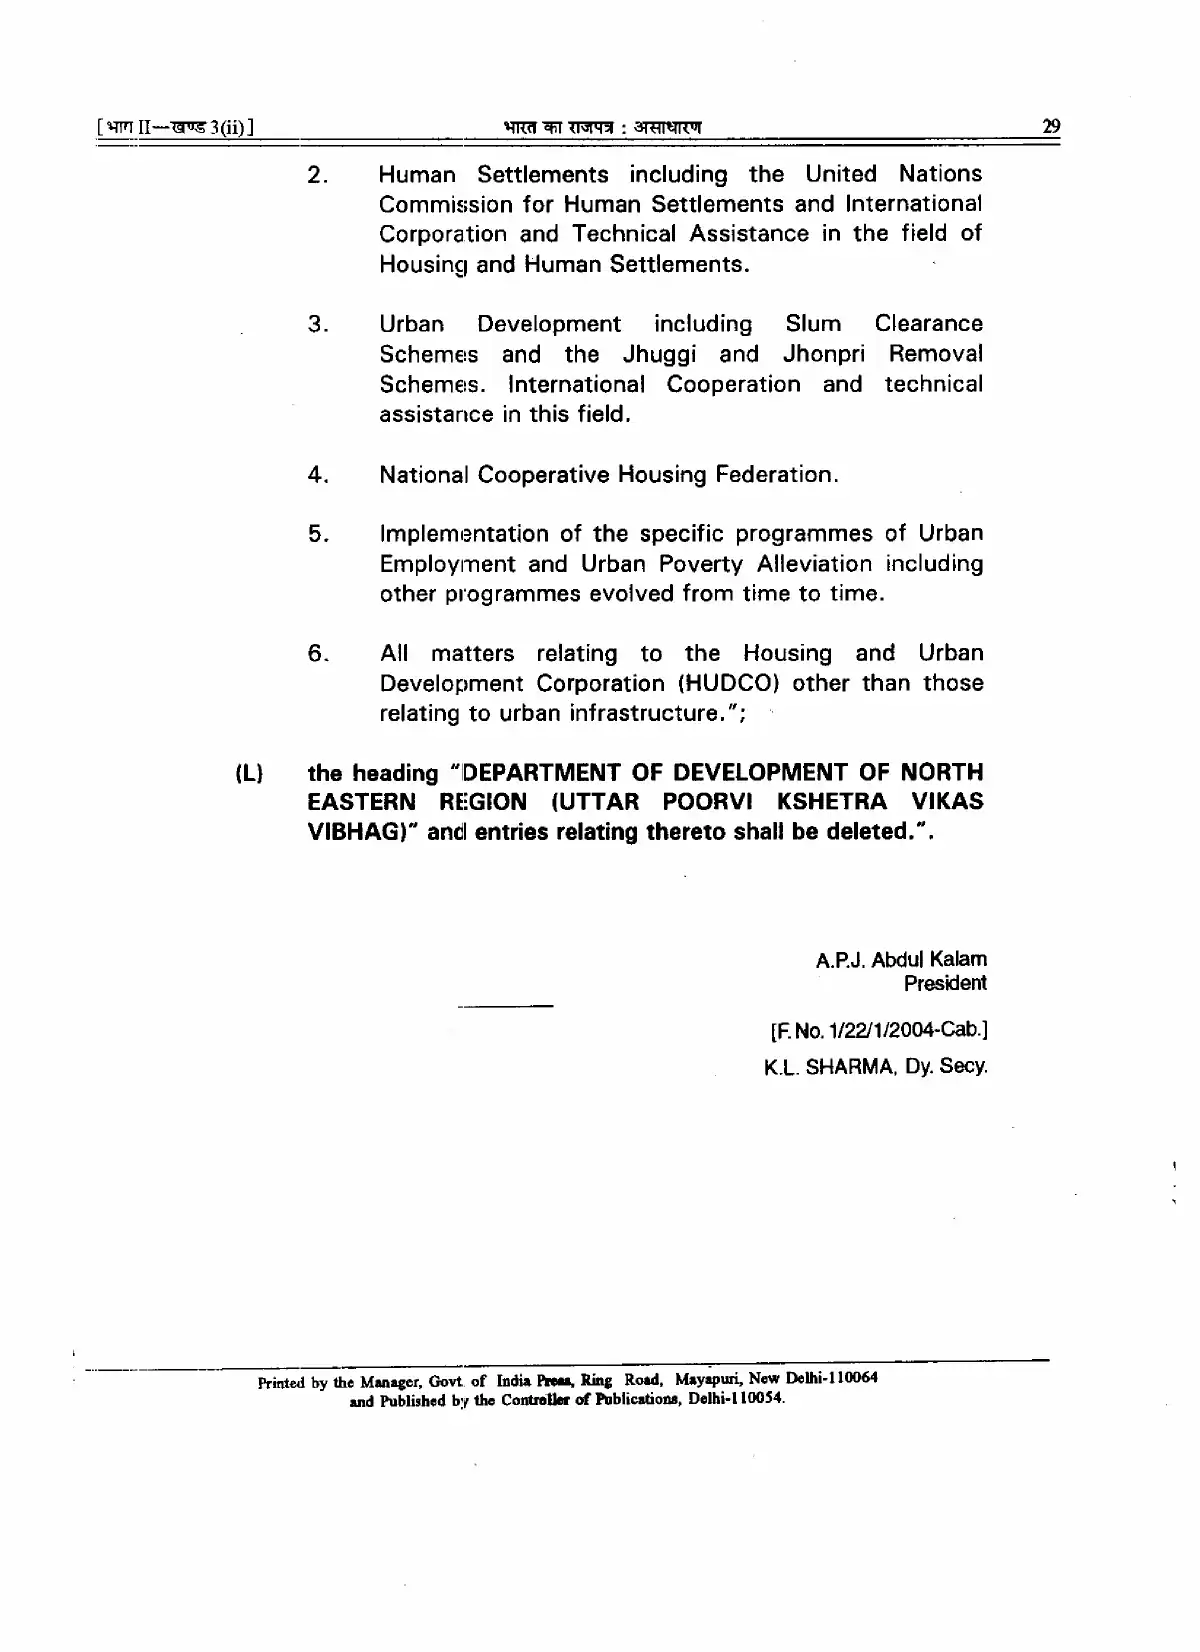 [ भाग II—खण्ड 3(ii) ] भारत का राजपत्र : असाधारण 29
2. Human Settlements including the United Nations
Commission for Human Settlements and International
Corporation and Technical Assistance in the field of
Housing and Human Settlements.
3. Urban Development including Slum Clearance
Schemes and the Jhuggi and Jhonpri Removal
Schemes. International Cooperation and technical
assistance in this field.
4. National Cooperative Housing Federation.
5. Implementation of the specific programmes of Urban
Employment and Urban Poverty Alleviation including
other programmes evolved from time to time.
6. All matters relating to the Housing and Urban
Development Corporation (HUDCO) other than those
relating to urban infrastructure.";
(L) the heading "DEPARTMENT OF DEVELOPMENT OF NORTH
EASTERN REGION (UTTAR POORVI KSHETRA VIKAS
VIBHAG)" and entries relating thereto shall be deleted.".
A.P.J. Abdul Kalam
President
[F. No. 1/22/1/2004-Cab.]
K.L. SHARMA, Dy. Secy.
Printed by the Manager, Govt. of India Press, Ring Road, Mayapuri, New Delhi-110064
and Published by the Controller of Publications, Delhi-110054.